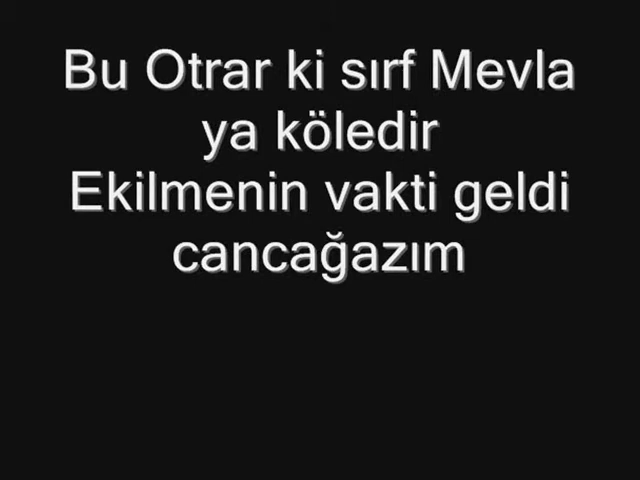 Bu Otrar ki sırf Mevla
ya köledir
Ekilmenin vakti geldi
cancağazım